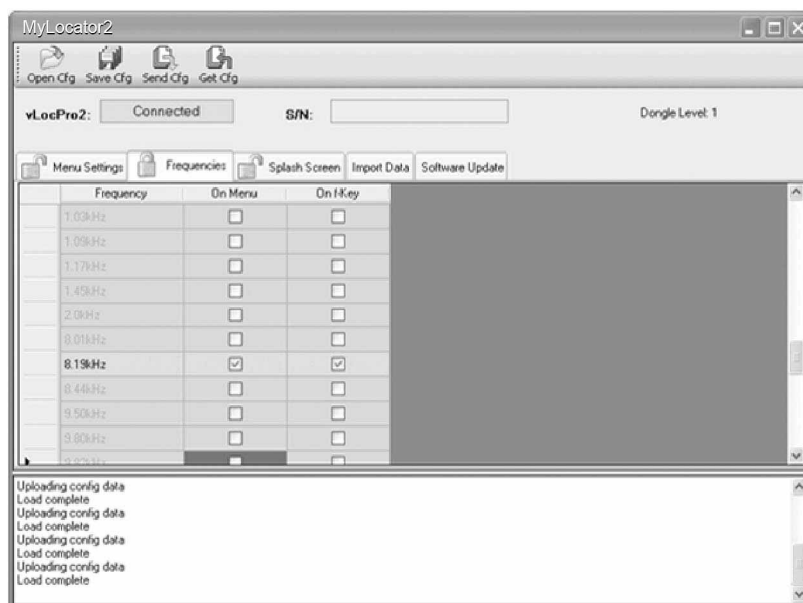 MyLocator2
Open Cfg Save Cfg Send Cfg Get Cfg
vLocPro2: Connected S/N: Dongle Level: 1
Menu Settings Frequencies Splash Screen Import Data Software Update
Frequency On Menu On f-Key
1.03kHz
1.09kHz
1.17kHz
1.45kHz
2.0kHz
8.01kHz
8.19kHz
8.44kHz
9.50kHz
9.80kHz
9.82kHz
Uploading config data
Load complete
Uploading config data
Load complete
Uploading config data
Load complete
Uploading config data
Load complete